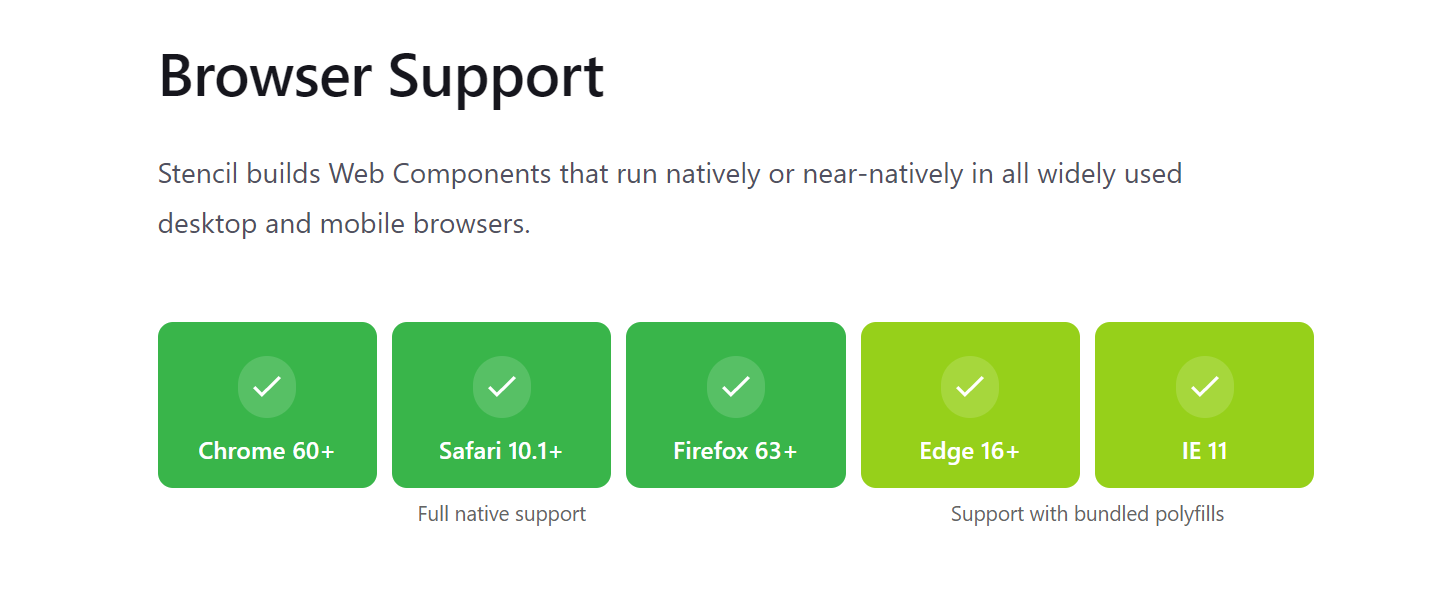 Browser Support
Stencil builds Web Components that run natively or near-natively in all widely used
desktop and mobile browsers.
Chrome 60+
Safari 10.1+
Firefox 63+
Edge 16+
IE 11
Full native support
Support with bundled polyfills